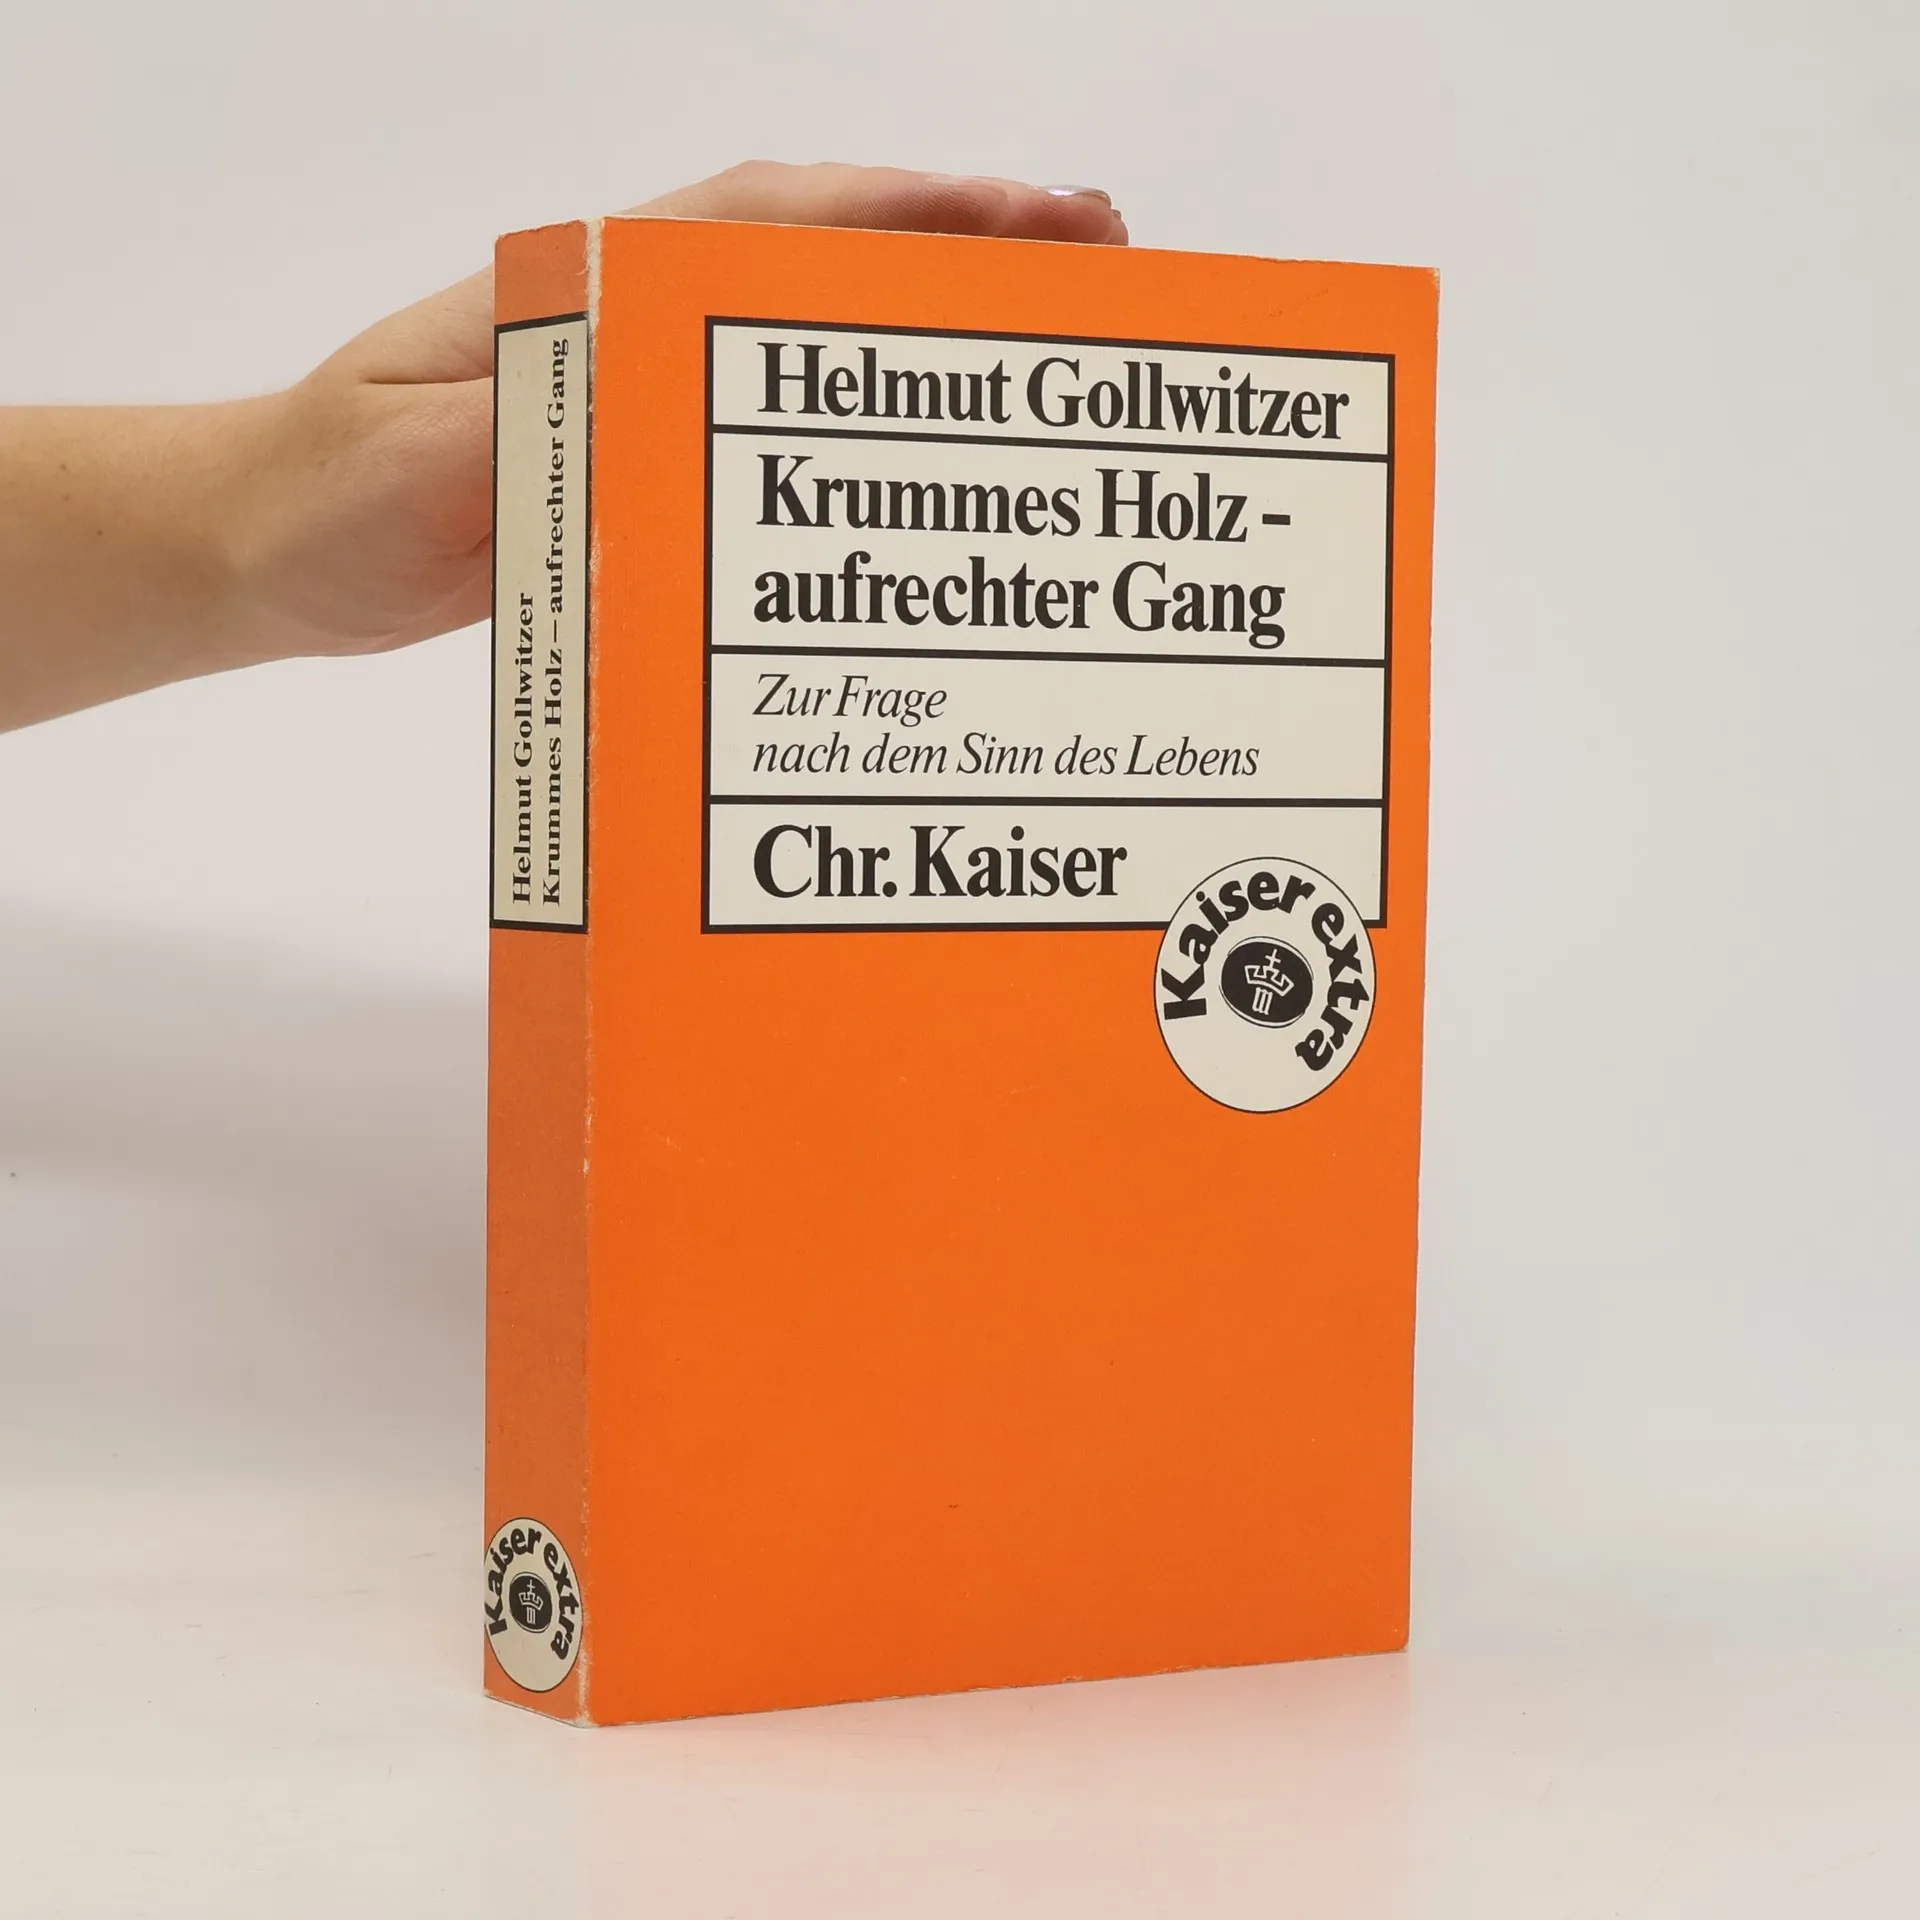 Helmut Gollwitzer
Krummes Holz – aufrechter Gang
Kaiser extra
Helmut Gollwitzer
Krummes Holz –
aufrechter Gang
Zur Frage
nach dem Sinn des Lebens
Chr. Kaiser
Kaiser extra